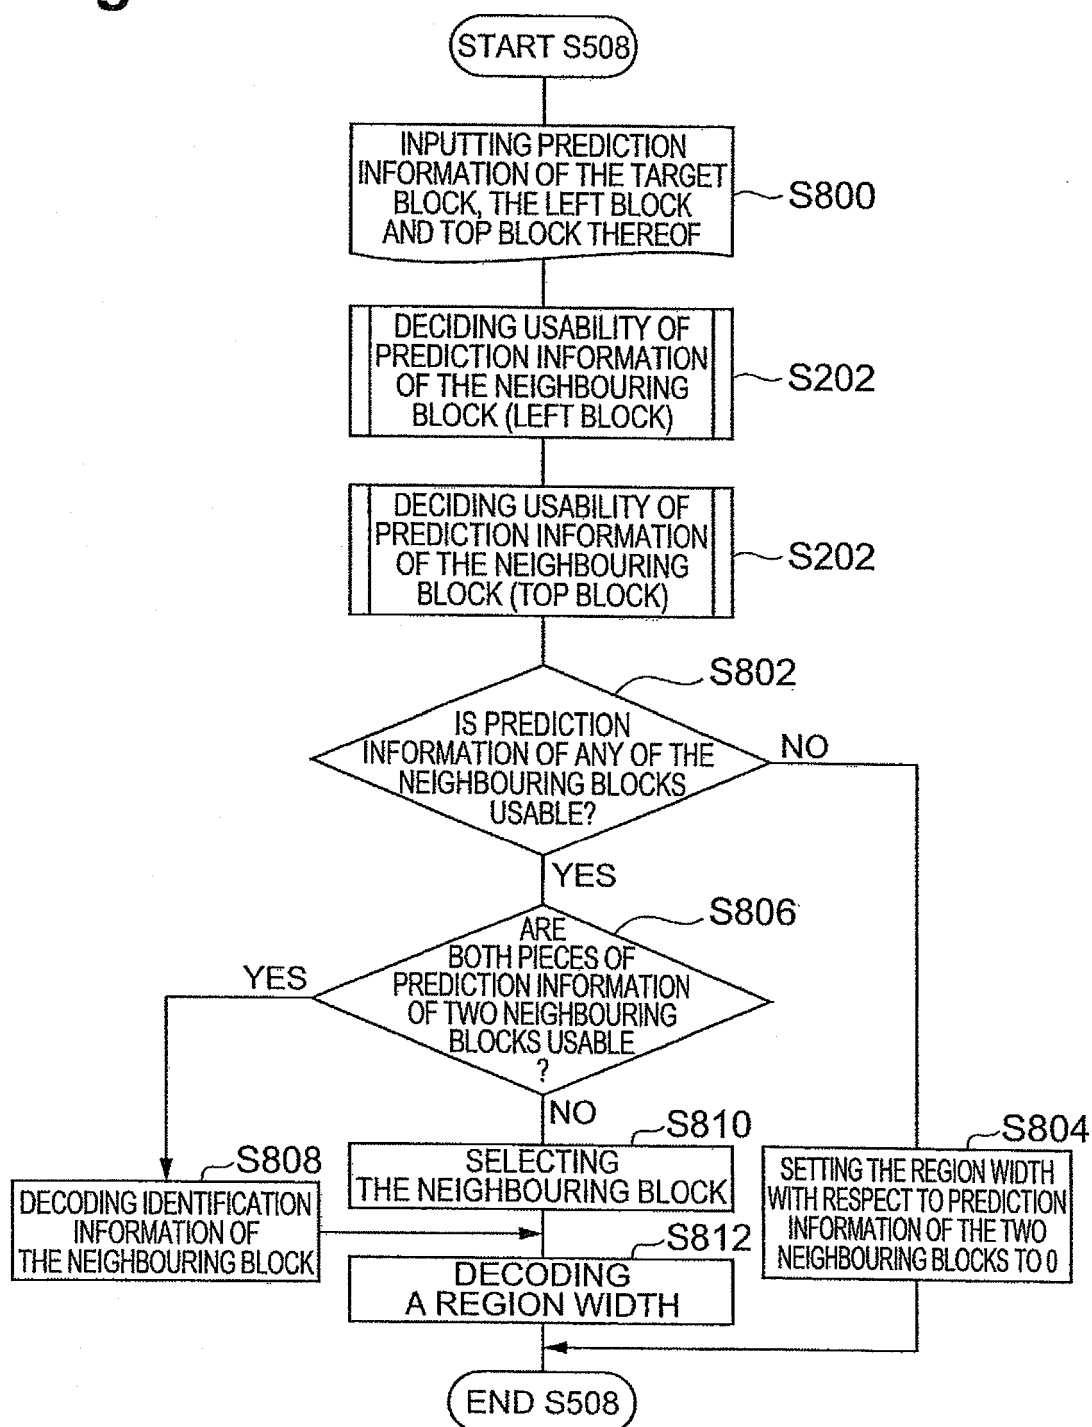 START S508
INPUTTING PREDICTION
INFORMATION OF THE TARGET
BLOCK, THE LEFT BLOCK
AND TOP BLOCK THEREOF
S800
DECIDING USABILITY OF
PREDICTION INFORMATION
OF THE NEIGHBOURING
BLOCK (LEFT BLOCK)
S202
DECIDING USABILITY OF
PREDICTION INFORMATION
OF THE NEIGHBOURING
BLOCK (TOP BLOCK)
S202
S802
IS PREDICTION
INFORMATION OF ANY OF THE
NEIGHBOURING BLOCKS
USABLE?
NO
YES
S806
ARE
BOTH PIECES OF
PREDICTION INFORMATION
OF TWO NEIGHBOURING
BLOCKS USABLE
?
YES
NO
S810
SELECTING
THE NEIGHBOURING BLOCK
S808
DECODING IDENTIFICATION
INFORMATION OF
THE NEIGHBOURING BLOCK
S804
SETTING THE REGION WIDTH
WITH RESPECT TO PREDICTION
INFORMATION OF THE TWO
NEIGHBOURING BLOCKS TO 0
S812
DECODING
A REGION WIDTH
END S508